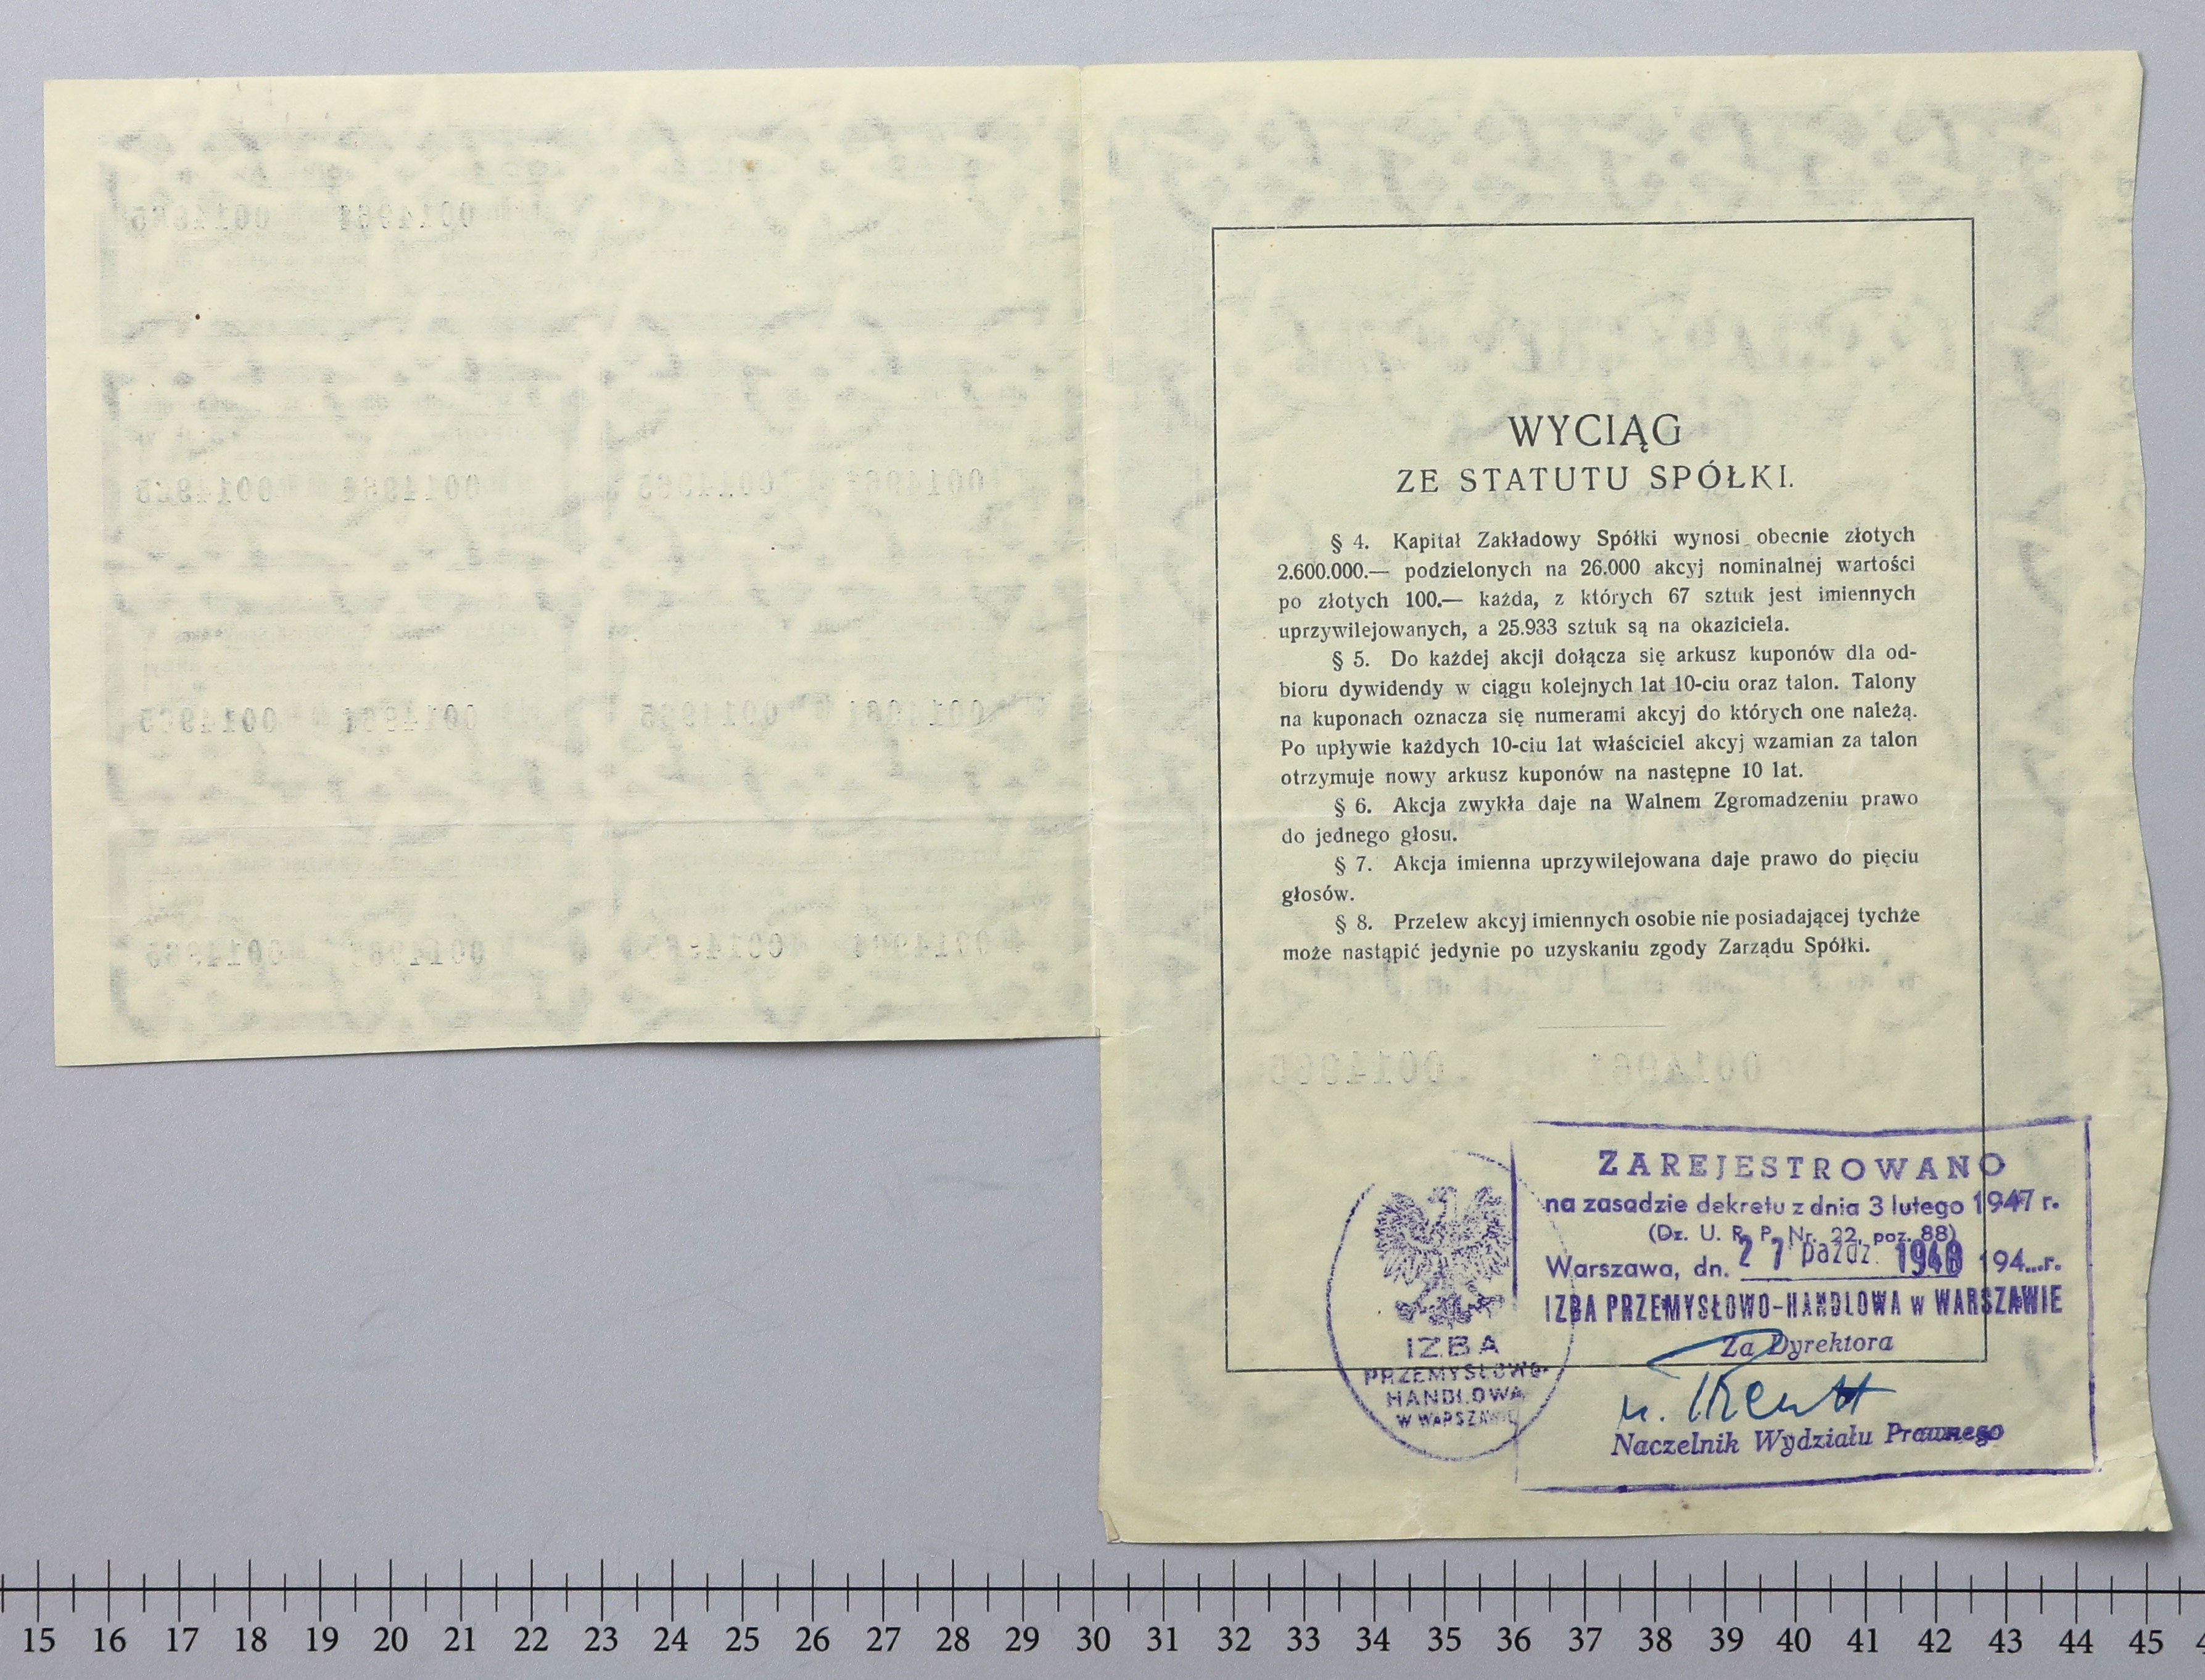 WYCIĄG
ZE STATUTU SPÓŁKI.
§ 4. Kapitał Zakładowy Spółki wynosi obecnie złotych
2.600.000.— podzielonych na 26.000 akcyj nominalnej wartości
po złotych 100.— każda, z których 67 sztuk jest imiennych
uprzywilejowanych, a 25.933 sztuk są na okaziciela.
§ 5. Do każdej akcji dołącza się arkusz kuponów dla od-
bioru dywidendy w ciągu kolejnych lat 10-ciu oraz talon. Talony
na kuponach oznacza się numerami akcyj do których one należą.
Po upływie każdych 10-ciu lat właściciel akcyj wzamian za talon
otrzymuje nowy arkusz kuponów na następne 10 lat.
§ 6. Akcja zwykła daje na Walnem Zgromadzeniu prawo
do jednego głosu.
§ 7. Akcja imienna uprzywilejowana daje prawo do pięciu
głosów.
§ 8. Przelew akcyj imiennych osobie nie posiadającej tychże
może nastąpić jedynie po uzyskaniu zgody Zarządu Spółki.
ZAREJESTROWANO
na zasadzie dekretu z dnia 3 lutego 1947 r.
(Dz. U. R. P. Nr. 22, poz. 88)
Warszawa, dn. 27 paźdz. 1948 194...r.
IZBA PRZEMYSŁOWO-HANDLOWA w WARSZAWIE
Za Dyrektora
Naczelnik Wydziału Prawnego
IZBA
PRZEMYSŁOWO-
HANDLOWA
W WARSZAWIE
15 16 17 18 19 20 21 22 23 24 25 26 27 28 29 30 31 32 33 34 35 36 37 38 39 40 41 42 43 44 45